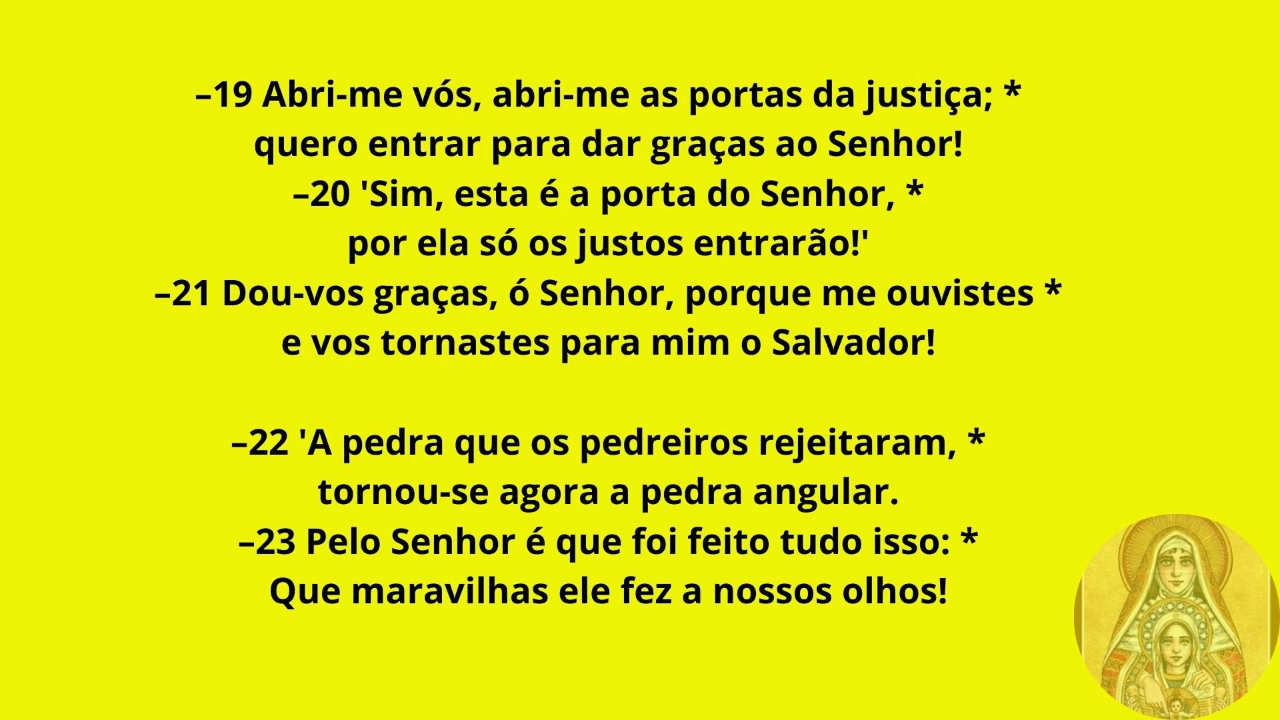 –19 Abri-me vós, abri-me as portas da justiça; *
quero entrar para dar graças ao Senhor!
–20 'Sim, esta é a porta do Senhor, *
por ela só os justos entrarão!'
–21 Dou-vos graças, ó Senhor, porque me ouvistes *
e vos tornastes para mim o Salvador!
–22 'A pedra que os pedreiros rejeitaram, *
tornou-se agora a pedra angular.
–23 Pelo Senhor é que foi feito tudo isso: *
Que maravilhas ele fez a nossos olhos!